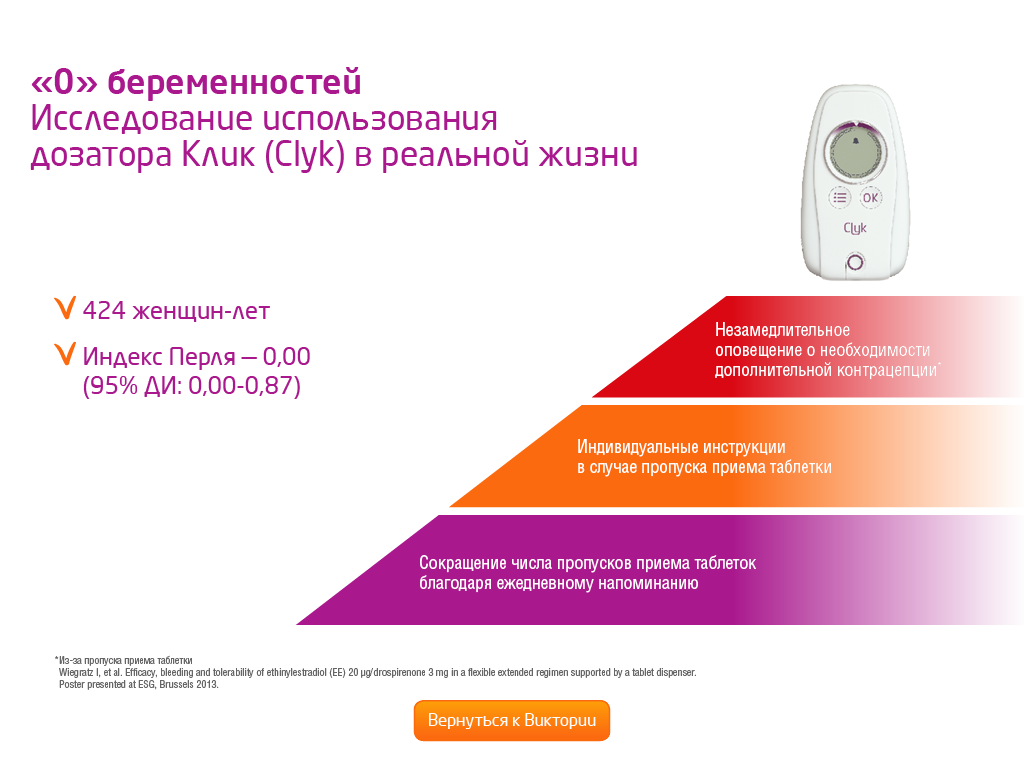 «0» беременностей
Исследование использования
дозатора Клик (Clyk) в реальной жизни
OK
Clyk
424 женщин-лет
Индекс Перля – 0,00
(95% ДИ: 0,00-0,87)
Незамедлительное
оповещение о необходимости
дополнительной контрацепции*
Индивидуальные инструкции
в случае пропуска приема таблетки
Сокращение числа пропусков приема таблеток
благодаря ежедневному напоминанию
*Из-за пропуска приема таблетки
Wiegratz I, et al. Efficacy, bleeding and tolerability of ethinylestradiol (EE) 20 µg/drospirenone 3 mg in a flexible extended regimen supported by a tablet dispenser.
Poster presented at ESG, Brussels 2013.
Вернуться к Виктории